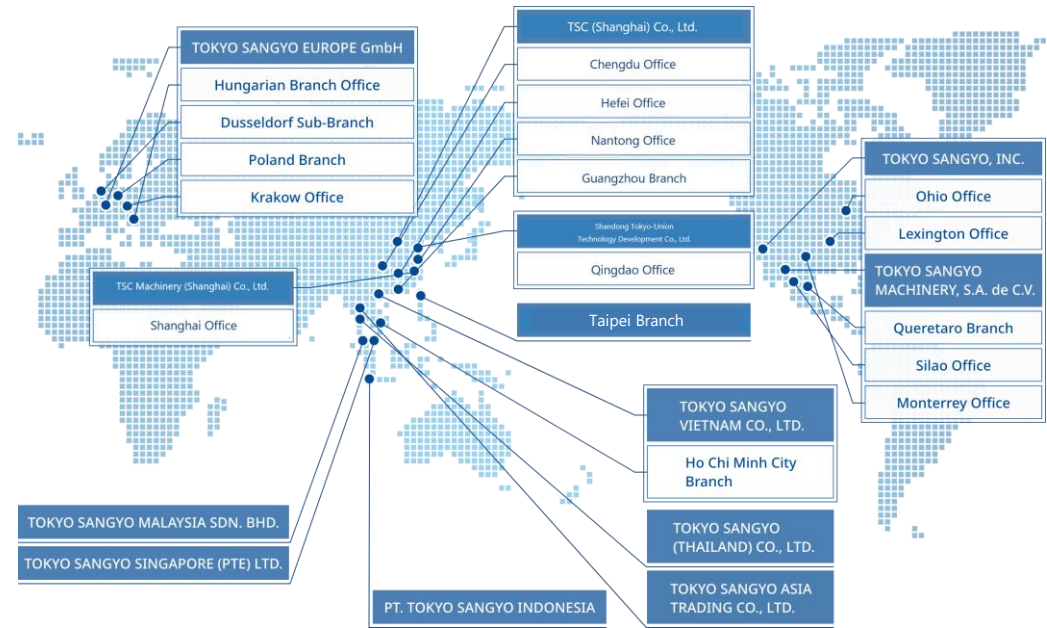 TOKYO SANGYO EUROPE GmbH
Hungarian Branch Office
Dusseldorf Sub-Branch
Poland Branch
Krakow Office
TSC (Shanghai) Co., Ltd.
Chengdu Office
Hefei Office
Nantong Office
Guangzhou Branch
Shandong Tokyo-Union
Technology Development Co., Ltd.
Qingdao Office
Taipei Branch
TSC Machinery (Shanghai) Co., Ltd.
Shanghai Office
TOKYO SANGYO, INC.
Ohio Office
Lexington Office
TOKYO SANGYO
MACHINERY, S.A. de C.V.
Queretaro Branch
Silao Office
Monterrey Office
TOKYO SANGYO
VIETNAM CO., LTD.
Ho Chi Minh City
Branch
TOKYO SANGYO MALAYSIA SDN. BHD.
TOKYO SANGYO SINGAPORE (PTE) LTD.
PT. TOKYO SANGYO INDONESIA
TOKYO SANGYO
(THAILAND) CO., LTD.
TOKYO SANGYO ASIA
TRADING CO., LTD.